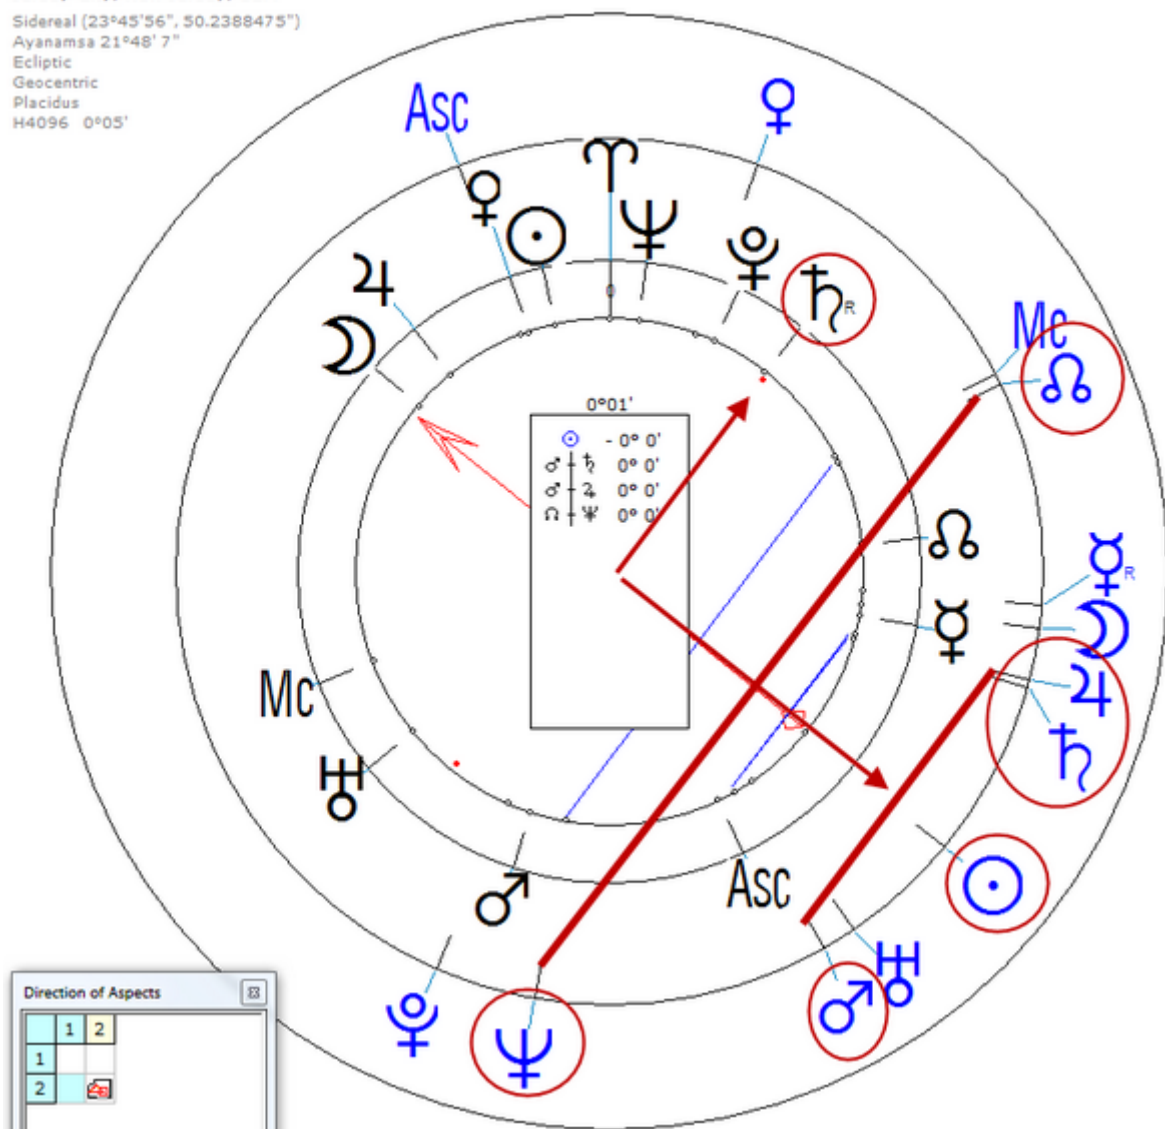 Sidereal (23°45'56", 50.2388475")
Ayanamsa 21°48' 7"
Ecliptic
Geocentric
Placidus
H4096 0°05'
Asc
♀
♀
☉
♈
♆
♃
☽
♇
♄
R
Mc
☊
0°01'
☉ - 0° 0'
♂ ♄ 0° 0'
♂ ♃ 0° 0'
☊ ♆ 0° 0'
☊
☿
R
☿
☽
♃
♄
Mc
♅
☉
Asc
♂
♅
♂
♇
♆
Direction of Aspects
1 2
1
2